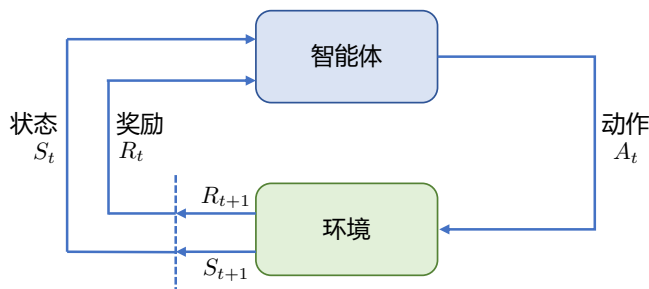 智能体
状态
奖励
动作
$S_t$
$R_t$
$A_t$
$R_{t+1}$
环境
$S_{t+1}$